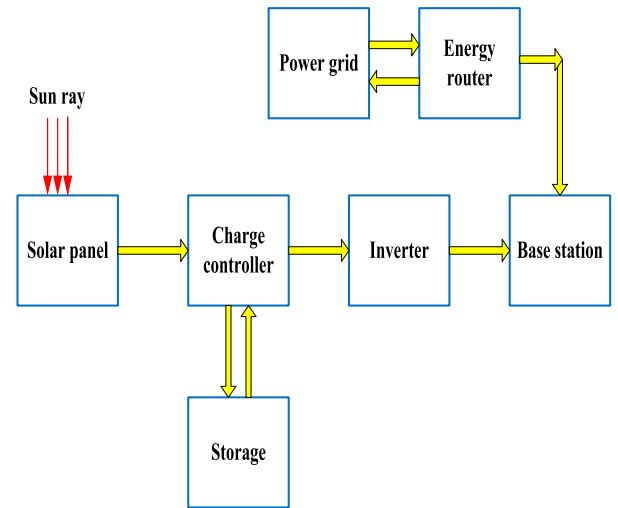 Power grid
Energy
router
Sun ray
Solar panel
Charge
controller
Inverter
Base station
Storage